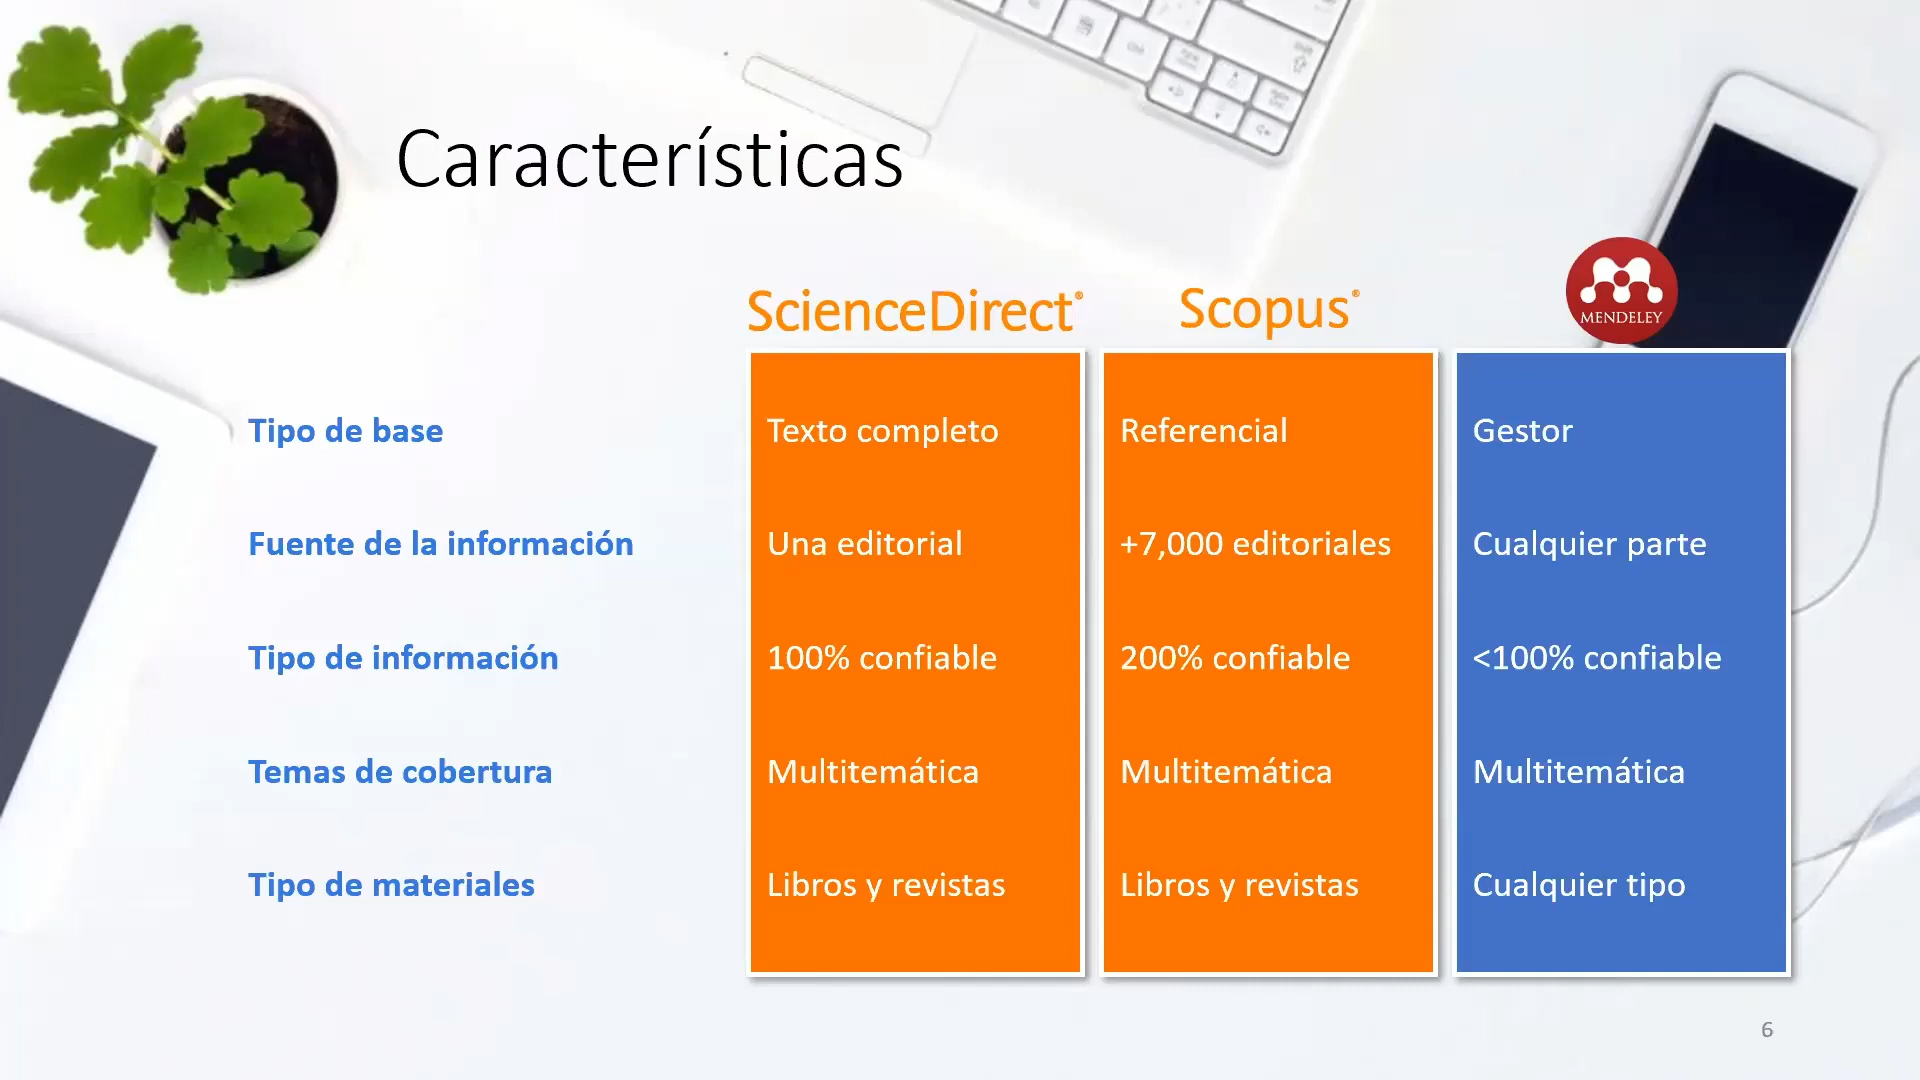 Características
ScienceDirect®
Scopus®
MENDELEY
Tipo de base
Texto completo
Referencial
Gestor
Fuente de la información
Una editorial
+7,000 editoriales
Cualquier parte
Tipo de información
100% confiable
200% confiable
<100% confiable
Temas de cobertura
Multitemática
Multitemática
Multitemática
Tipo de materiales
Libros y revistas
Libros y revistas
Cualquier tipo
6